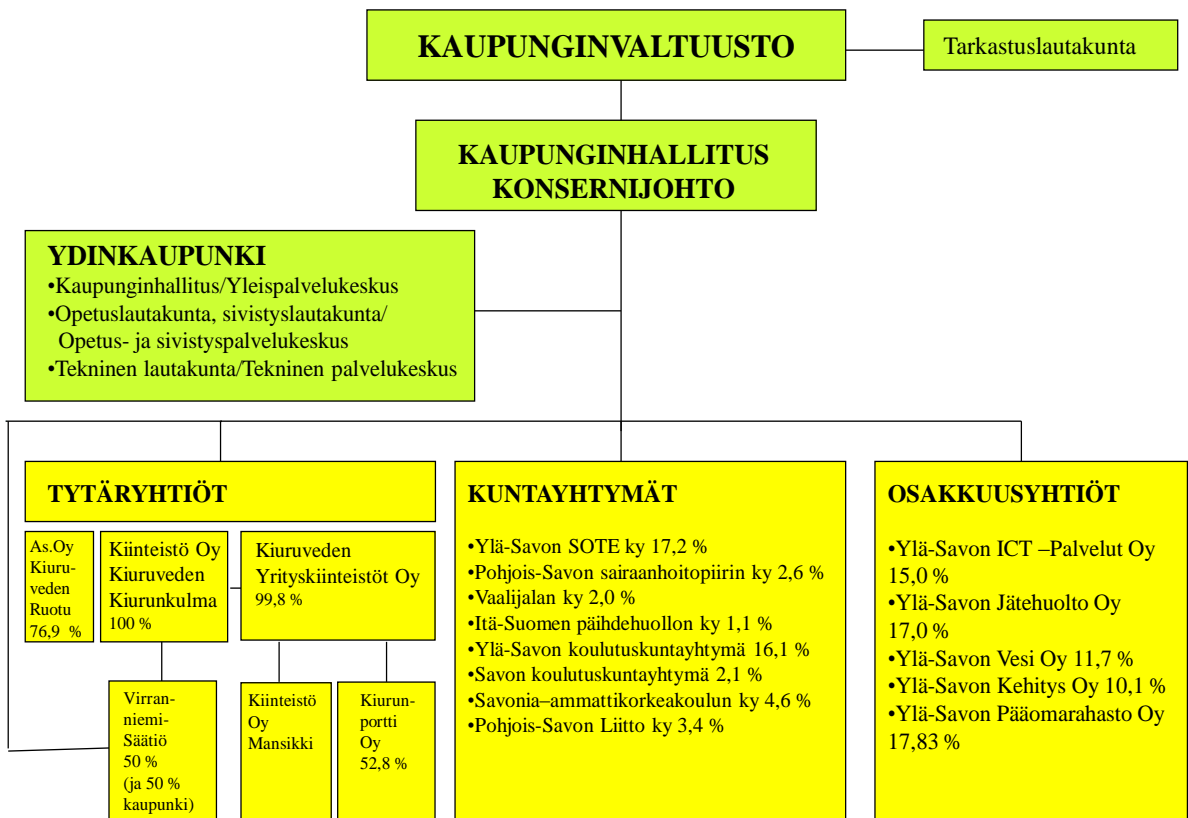 KAUPUNGINVALTUUSTO
Tarkastuslautakunta
KAUPUNGINHALLITUS
KONSERNIJOHTO
YDINKAUPUNKI
•Kaupunginhallitus/Yleispalvelukeskus
•Opetuslautakunta, sivistyslautakunta/
Opetus- ja sivistyspalvelukeskus
•Tekninen lautakunta/Tekninen palvelukeskus
TYTÄRYHTIÖT
As.Oy
Kiuru-
veden
Ruotu
76,9 %
Kiinteistö Oy
Kiuruveden
Kiurunkulma
100 %
Kiuruveden
Yrityskiinteistöt Oy
99,8 %
Virran-
niemi-
Säätiö
50 %
(ja 50 %
kaupunki)
Kiinteistö
Oy
Mansikki
Kiurun-
portti
Oy
52,8 %
KUNTAYHTYMÄT
•Ylä-Savon SOTE ky 17,2 %
•Pohjois-Savon sairaanhoitopiirin ky 2,6 %
•Vaalijalan ky 2,0 %
•Itä-Suomen päihdehuollon ky 1,1 %
•Ylä-Savon koulutuskuntayhtymä 16,1 %
•Savon koulutuskuntayhtymä 2,1 %
•Savonia–ammattikorkeakoulun ky 4,6 %
•Pohjois-Savon Liitto ky 3,4 %
OSAKKUUSYHTIÖT
•Ylä-Savon ICT –Palvelut Oy
15,0 %
•Ylä-Savon Jätehuolto Oy
17,0 %
•Ylä-Savon Vesi Oy 11,7 %
•Ylä-Savon Kehitys Oy 10,1 %
•Ylä-Savon Pääomarahasto Oy
17,83 %